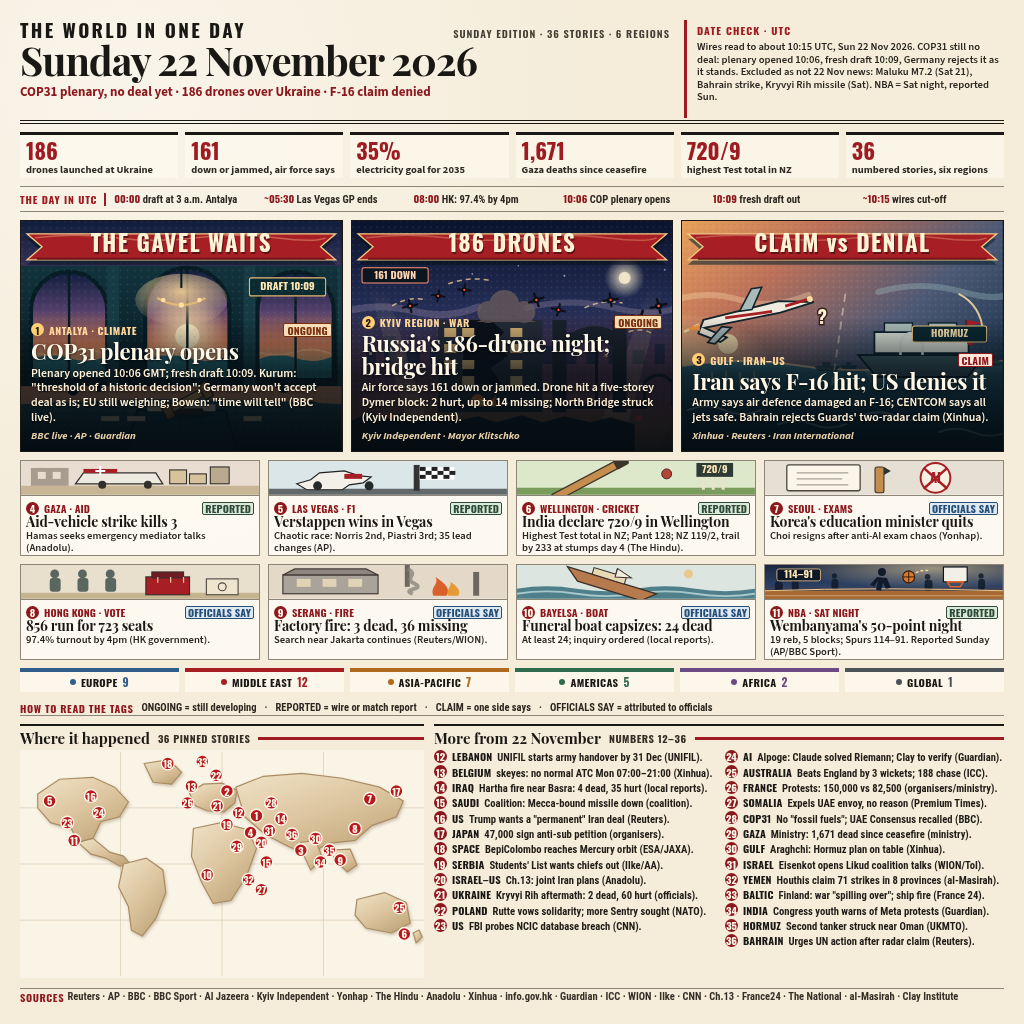 THE WORLD IN ONE DAY
SUNDAY EDITION · 36 STORIES · 6 REGIONS
Sunday 22 November 2026
COP31 plenary, no deal yet · 186 drones over Ukraine · F-16 claim denied
DATE CHECK · UTC
Wires read to about 10:15 UTC, Sun 22 Nov 2026. COP31 still no
deal: plenary opened 10:06, fresh draft 10:09, Germany rejects it as
it stands. Excluded as not 22 Nov news: Maluku M7.2 (Sat 21),
Bahrain strike, Kryvyi Rih missile (Sat). NBA = Sat night, reported
Sun.
186
drones launched at Ukraine
161
down or jammed, air force says
35%
electricity goal for 2035
1,671
Gaza deaths since ceasefire
720/9
highest Test total in NZ
36
numbered stories, six regions
THE DAY IN UTC
00:00 draft at 3 a.m. Antalya
~05:30 Las Vegas GP ends
08:00 HK: 97.4% by 4pm
10:06 COP plenary opens
10:09 fresh draft out
~10:15 wires cut-off
THE GAVEL WAITS
DRAFT 10:09
1 ANTALYA · CLIMATE
ONGOING
COP31 plenary opens
Plenary opened 10:06 GMT; fresh draft 10:09. Kurum:
"threshold of a historic decision"; Germany won't accept
deal as is; EU still weighing; Bowen: "time will tell" (BBC
live).
BBC live · AP · Guardian
186 DRONES
161 DOWN
2 KYIV REGION · WAR
ONGOING
Russia's 186-drone night;
bridge hit
Air force says 161 down or jammed. Drone hit a five-storey
Dymer block: 2 hurt, up to 14 missing; North Bridge struck
(Kyiv Independent).
Kyiv Independent · Mayor Klitschko
CLAIM vs DENIAL
?
HORMUZ
3 GULF · IRAN–US
CLAIM
Iran says F-16 hit; US denies it
Army says air defence damaged an F-16; CENTCOM says all
jets safe. Bahrain rejects Guards' two-radar claim (Xinhua).
Xinhua · Reuters · Iran International
4 GAZA · AID
REPORTED
Aid-vehicle strike kills 3
Hamas seeks emergency mediator talks
(Anadolu).
5 LAS VEGAS · F1
REPORTED
Verstappen wins in Vegas
Chaotic race: Norris 2nd, Piastri 3rd; 35 lead
changes (AP).
720/9
6 WELLINGTON · CRICKET
REPORTED
India declare 720/9 in Wellington
Highest Test total in NZ; Pant 128; NZ 119/2, trail
by 233 at stumps day 4 (The Hindu).
7 SEOUL · EXAMS
OFFICIALS SAY
Korea's education minister quits
Choi resigns after anti-AI exam chaos (Yonhap).
8 HONG KONG · VOTE
OFFICIALS SAY
856 run for 723 seats
97.4% turnout by 4pm (HK government).
9 SERANG · FIRE
OFFICIALS SAY
Factory fire: 3 dead, 36 missing
Search near Jakarta continues (Reuters/WION).
10 BAYELSA · BOAT
OFFICIALS SAY
Funeral boat capsizes: 24 dead
At least 24; inquiry ordered (local reports).
114–91
11 NBA · SAT NIGHT
REPORTED
Wembanyama's 50-point night
19 reb, 5 blocks; Spurs 114–91. Reported Sunday
(AP/BBC Sport).
EUROPE 9
MIDDLE EAST 12
ASIA-PACIFIC 7
AMERICAS 5
AFRICA 2
GLOBAL 1
HOW TO READ THE TAGS ONGOING = still developing · REPORTED = wire or match report · CLAIM = one side says · OFFICIALS SAY = attributed to officials
Where it happened 36 PINNED STORIES
18
33
22
13
2
26
21
5
16
24
23
11
12
1
28
14
19
4
31
29
20
36
30
3
35
34
9
8
7
17
15
10
32
27
25
6
More from 22 November NUMBERS 12–36
12 LEBANON UNIFIL starts army handover by 31 Dec (UNIFIL).
13 BELGIUM skeyes: no normal ATC Mon 07:00–21:00 (Xinhua).
14 IRAQ Hartha fire near Basra: 4 dead, 35 hurt (local reports).
15 SAUDI Coalition: Mecca-bound missile down (coalition).
16 US Trump wants a "permanent" Iran deal (Reuters).
17 JAPAN 47,000 sign anti-sub petition (organisers).
18 SPACE BepiColombo reaches Mercury orbit (ESA/JAXA).
19 SERBIA Students' List wants chiefs out (Ilke/AA).
20 ISRAEL–US Ch.13: joint Iran plans (Anadolu).
21 UKRAINE Kryvyi Rih aftermath: 2 dead, 60 hurt (officials).
22 POLAND Rutte vows solidarity; more Sentry sought (NATO).
23 US FBI probes NCIC database breach (CNN).
24 AI Alpoge: Claude solved Riemann; Clay to verify (Guardian).
25 AUSTRALIA Beats England by 3 wickets; 188 chase (ICC).
26 FRANCE Protests: 150,000 vs 82,500 (organisers/ministry).
27 SOMALIA Expels UAE envoy, no reason (Premium Times).
28 COP31 No "fossil fuels"; UAE Consensus recalled (BBC).
29 GAZA Ministry: 1,671 dead since ceasefire (ministry).
30 GULF Araghchi: Hormuz plan on table (Xinhua).
31 ISRAEL Eisenkot opens Likud coalition talks (WION/ToI).
32 YEMEN Houthis claim 71 strikes in 8 provinces (al-Masirah).
33 BALTIC Finland: war "spilling over"; ship fire (France 24).
34 INDIA Congress youth warns of Meta protests (Guardian).
35 HORMUZ Second tanker struck near Oman (UKMTO).
36 BAHRAIN Urges UN action after radar claim (Reuters).
SOURCES Reuters · AP · BBC · BBC Sport · Al Jazeera · Kyiv Independent · Yonhap · The Hindu · Anadolu · Xinhua · info.gov.hk · Guardian · ICC · WION · Ilke · CNN · Ch.13 · France24 · The National · al-Masirah · Clay Institute